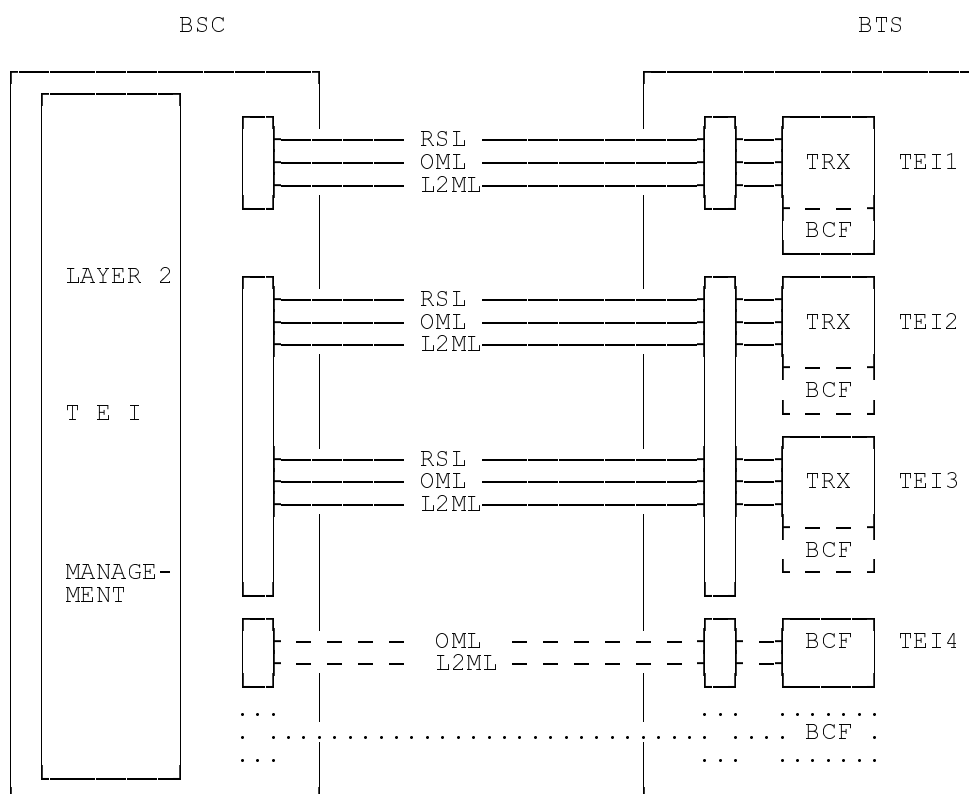 BSC BTS
RSL
OML TRX TEI1
L2ML
BCF
LAYER 2
RSL
OML TRX TEI2
L2ML
BCF
T E I
RSL
OML TRX TEI3
L2ML
BCF
MANAGE-
MENT
OML BCF TEI4
L2ML
BCF